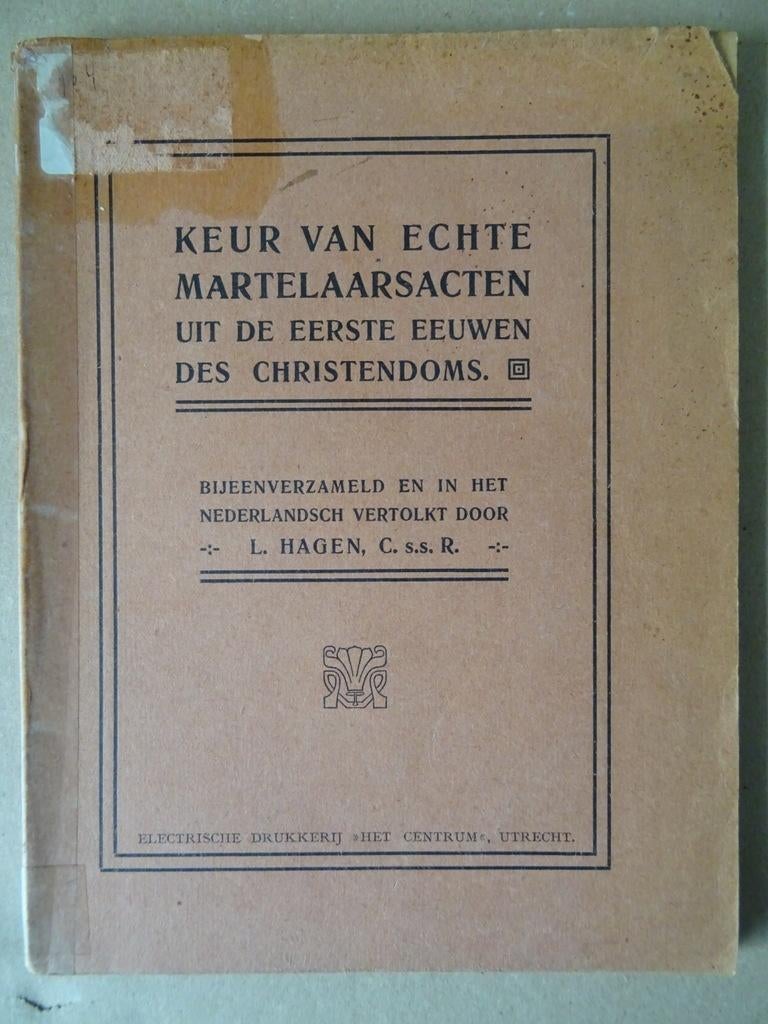 KEUR VAN ECHTE
MARTELAARSACTEN
UIT DE EERSTE EEUWEN
DES CHRISTENDOMS.
BIJEENVERZAMELD EN IN HET
NEDERLANDSCH VERTOLKT DOOR
-:- L. HAGEN, C. s.s. R. -:-
ELECTRISCHE DRUKKERIJ »HET CENTRUM«, UTRECHT.